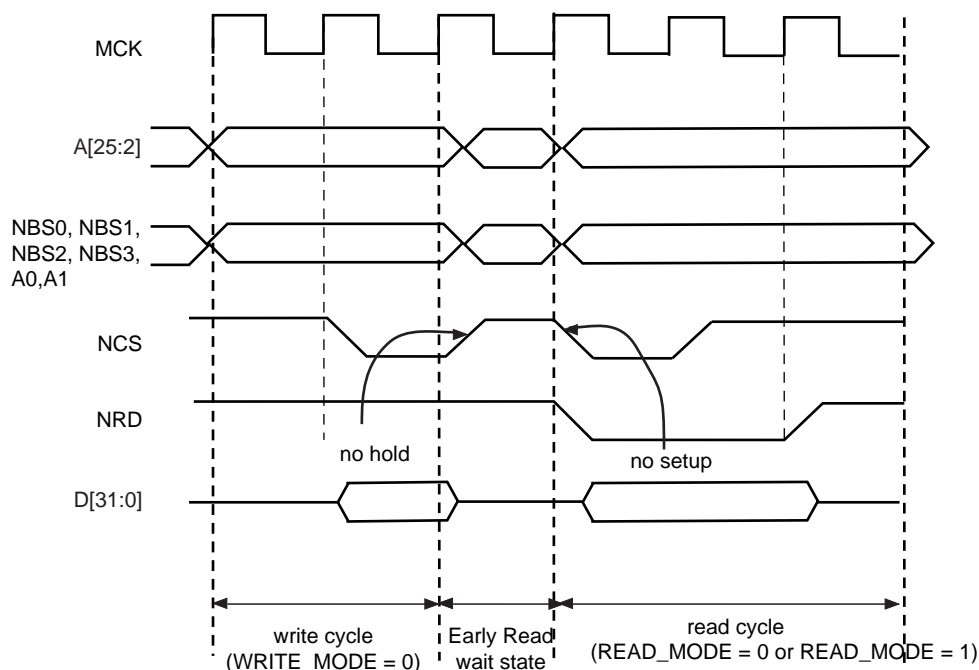 MCK
A[25:2]
NBS0, NBS1,
NBS2, NBS3,
A0,A1
NCS
NRD
no hold
no setup
D[31:0]
write cycle
(WRITE_MODE = 0)
Early Read
wait state
read cycle
(READ_MODE = 0 or READ_MODE = 1)